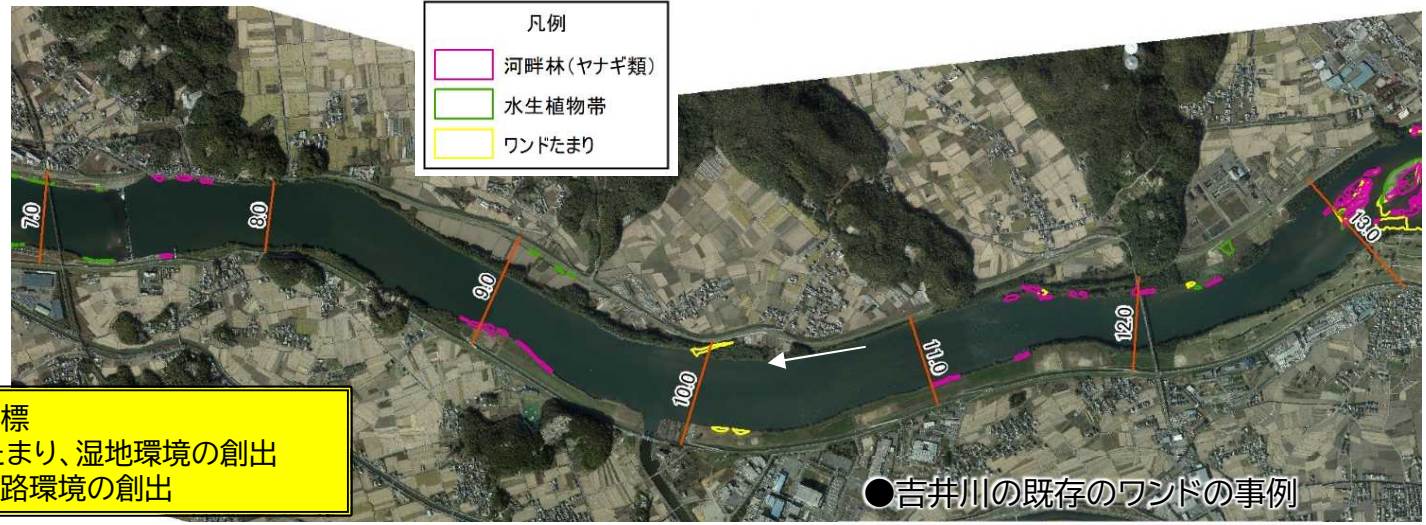 凡例
河畔林(ヤナギ類)
水生植物帯
ワンドたまり
7.0
8.0
9.0
10.0
11.0
12.0
13.0
標
まり、湿地環境の創出
路環境の創出
●吉井川の既存のワンドの事例